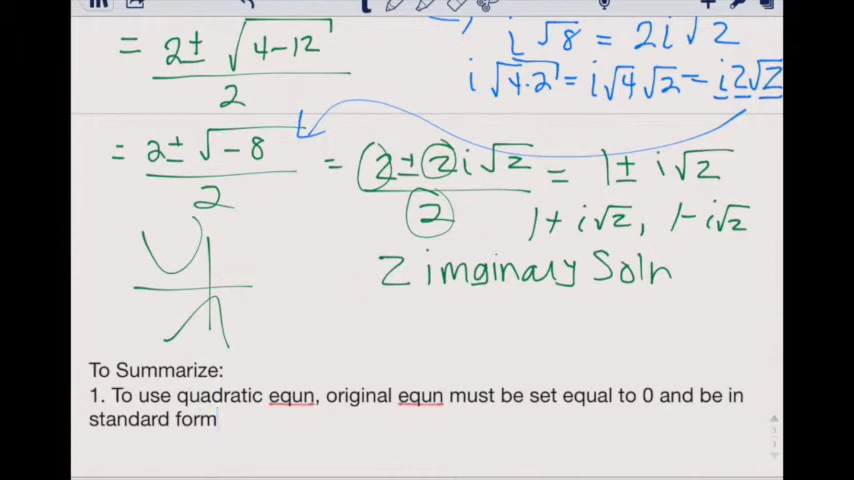 = 2± √4-12 / 2
i√8 = 2i√2
i√4·2 = i√4√2 = i2√2
= 2± √-8 / 2 = 2±2i√2 / 2 = 1± i√2
1+ i√2, 1-i√2
2 imginary Soln
To Summarize:
1. To use quadratic equn, original equn must be set equal to 0 and be in
standard form